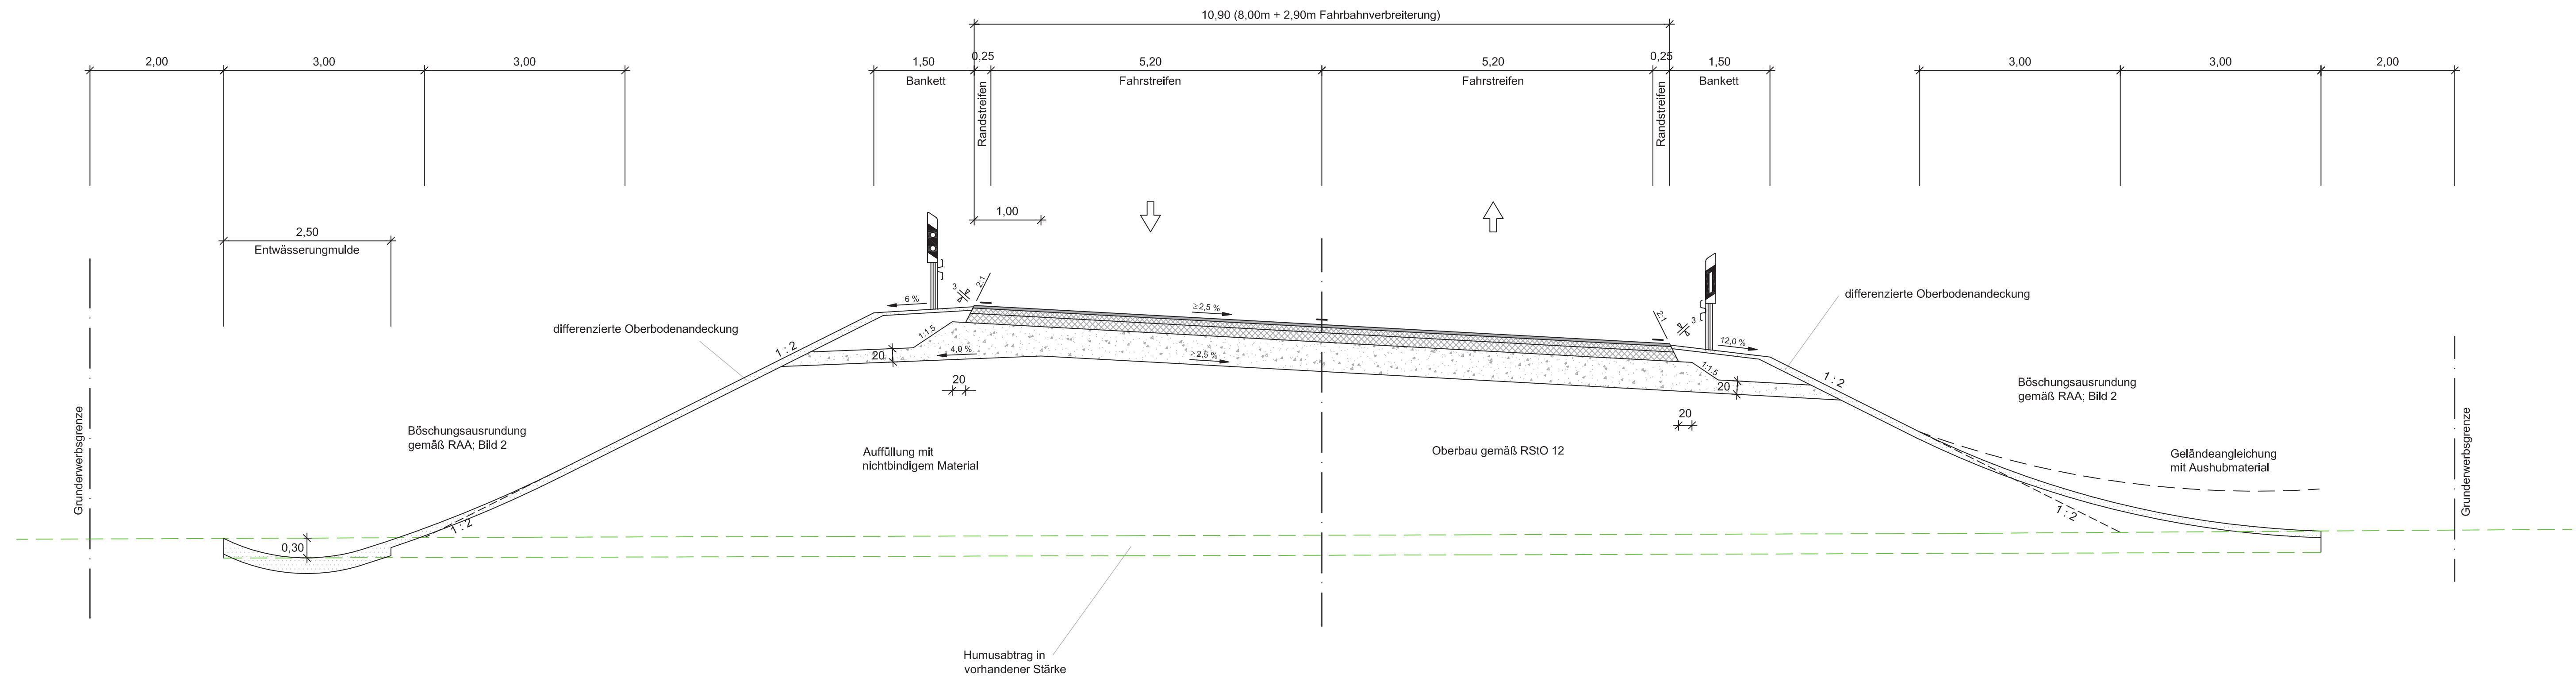 10,90 (8,00m + 2,90m Fahrbahnverbreiterung)
2,00
3,00
3,00
1,50
0,25
5,20
5,20
0,25
1,50
3,00
3,00
2,00
Bankett
Randstreifen
Fahrstreifen
Fahrstreifen
Randstreifen
Bankett
1,00
2,50
Entwässerungmulde
differenzierte Oberbodenandeckung
6 %
3
2:1
≥2,5 %
2:1
3
12,0 %
differenzierte Oberbodenandeckung
1 : 2
20
1:1,5
4,0 %
≥2,5 %
20
1:1,5
20
20
1 : 2
Grunderwerbsgrenze
Böschungsausrundung
gemäß RAA; Bild 2
Auffüllung mit
nichtbindigem Material
Oberbau gemäß RStO 12
Böschungsausrundung
gemäß RAA; Bild 2
Geländeangleichung
mit Aushubmaterial
Grunderwerbsgrenze
1 : 2
1 : 2
0,30
Humusabtrag in
vorhandener Stärke